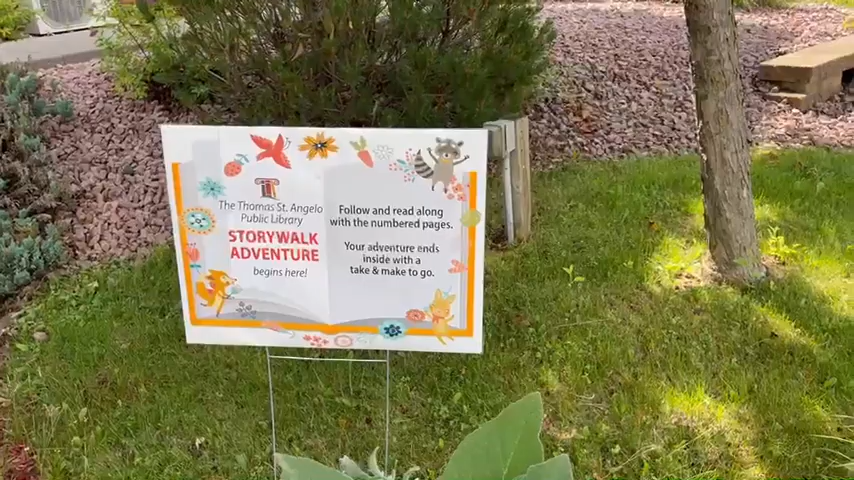 The Thomas St. Angelo
Public Library
STORYWALK
ADVENTURE
begins here!
Follow and read along
with the numbered pages.
Your adventure ends
inside with a
take & make to go.